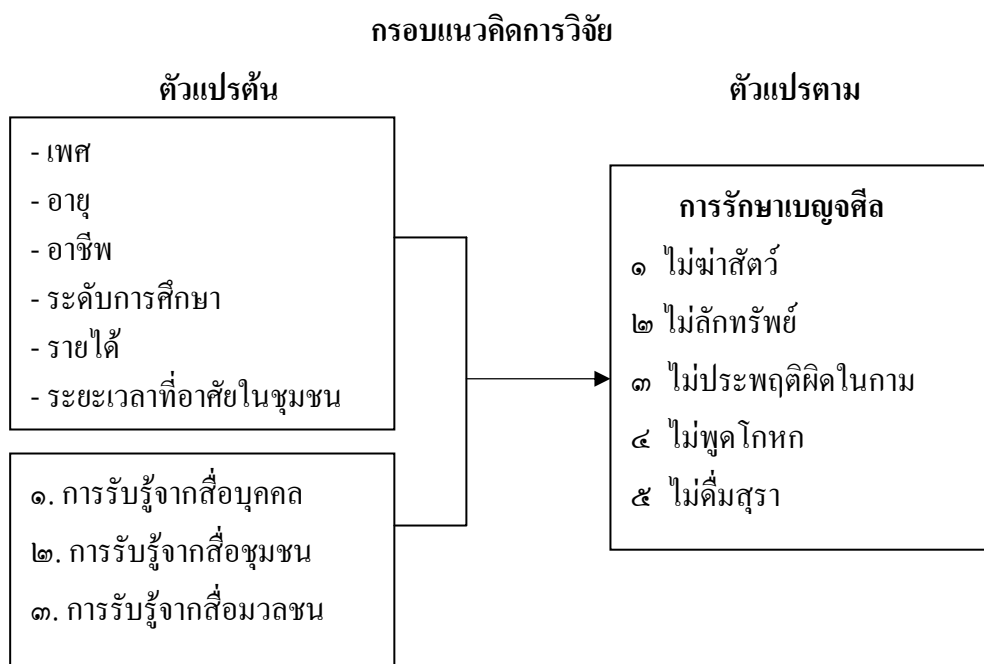 กรอบแนวคิดการวิจัย
ตัวแปรต้น
- เพศ
- อายุ
- อาชีพ
- ระดับการศึกษา
- รายได้
- ระยะเวลาที่อาศัยในชุมชน
๑. การรับรู้จากสื่อบุคคล
๒. การรับรู้จากสื่อชุมชน
๓. การรับรู้จากสื่อมวลชน
ตัวแปรตาม
การรักษาเบญจศีล
๑ ไม่ฆ่าสัตว์
๒ ไม่ลักทรัพย์
๓ ไม่ประพฤติผิดในกาม
๔ ไม่พูดโกหก
๕ ไม่ดื่มสุรา